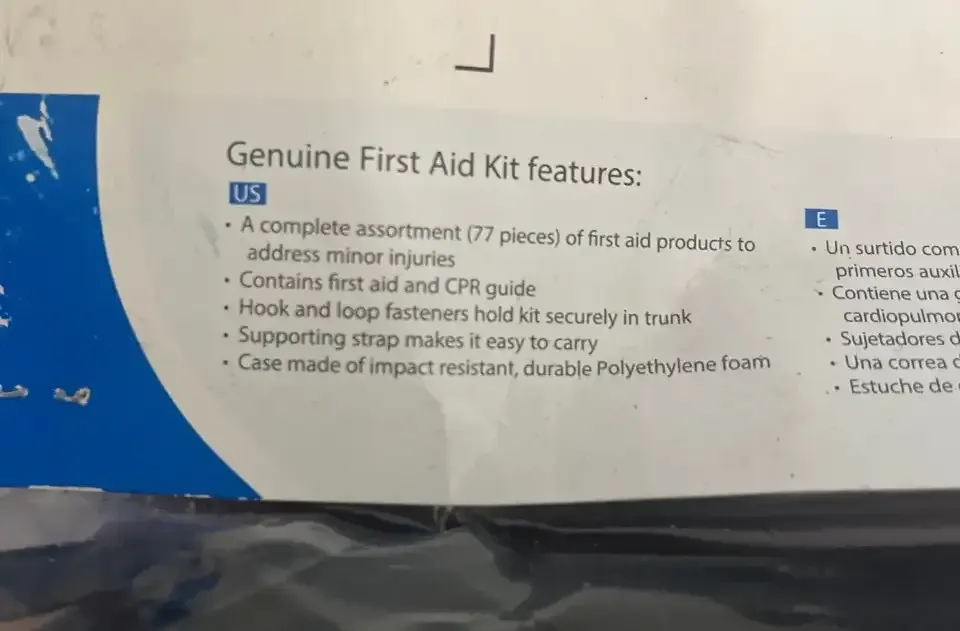 Genuine First Aid Kit features:
US
• A complete assortment (77 pieces) of first aid products to
address minor injuries
• Contains first aid and CPR guide
• Hook and loop fasteners hold kit securely in trunk
• Supporting strap makes it easy to carry
• Case made of impact resistant, durable Polyethylene foam
E
• Un surtido com
primeros auxil
• Contiene una
cardiopulmo
• Sujetadores d
• Una correa
• Estuche de